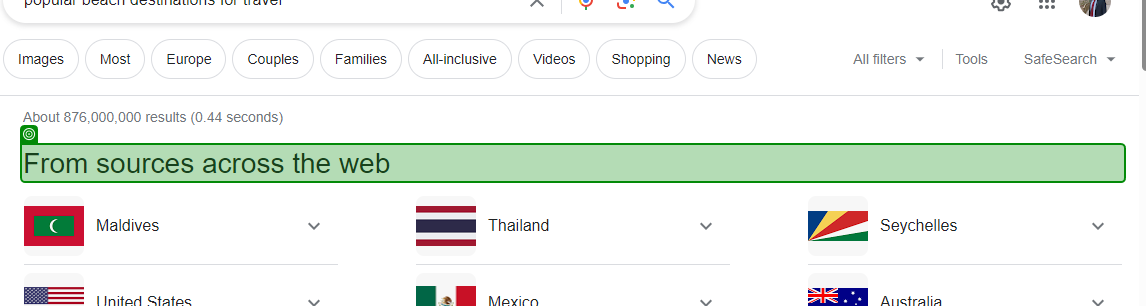 popular beach destinations for travel
Images Most Europe Couples Families All-inclusive Videos Shopping News All filters Tools SafeSearch
About 876,000,000 results (0.44 seconds)
From sources across the web
Maldives Thailand Seychelles
United States Mexico Australia